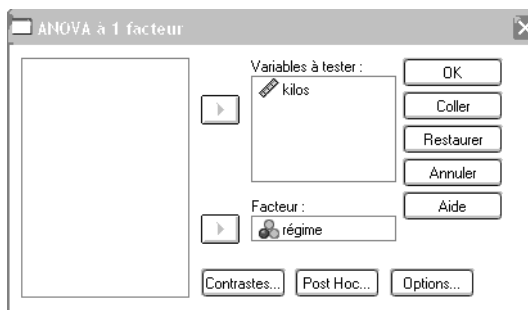 ANOVA à 1 facteur
Variables à tester :
kilos
OK
Coller
Restaurer
Annuler
Aide
Facteur :
régime
Contrastes...
Post Hoc...
Options...